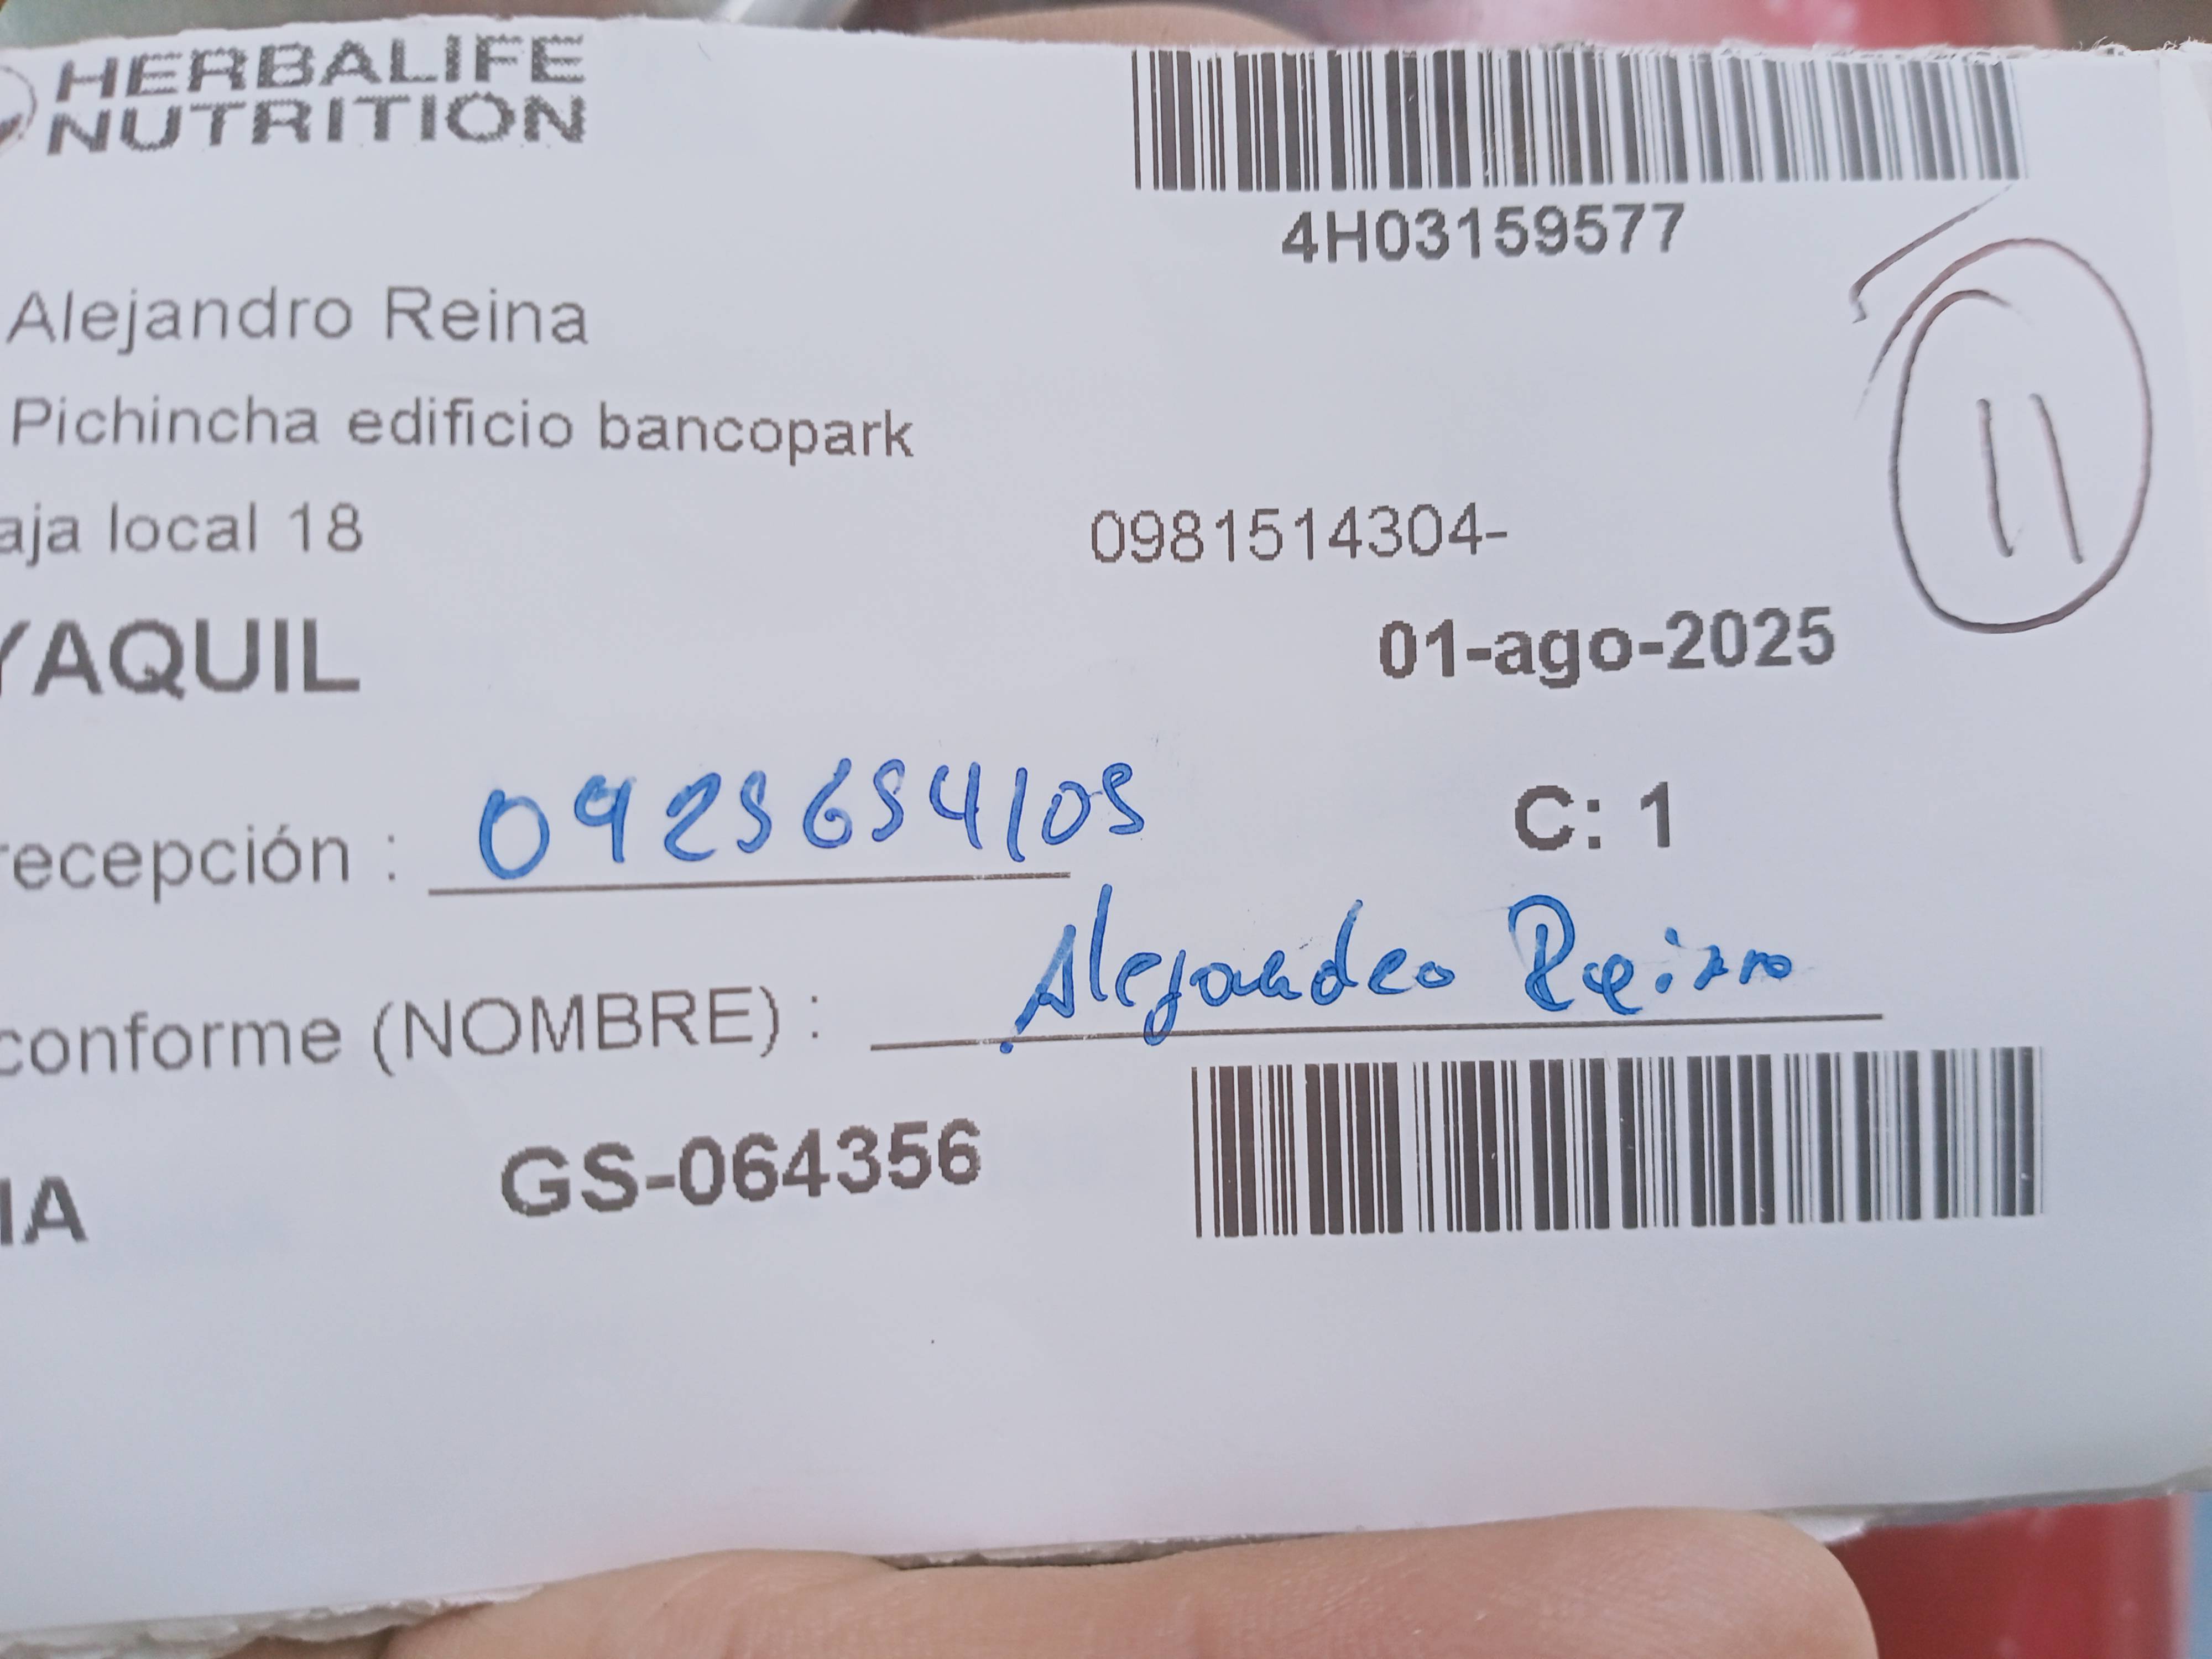 HERBALIFE
NUTRITION
4H03159577
Alejandro Reina
11
Pichincha edificio bancopark
aja local 18
0981514304-
YAQUIL
01-ago-2025
recepción : 0925654105
C: 1
conforme (NOMBRE) : Alejandro Reina
IA
GS-064356